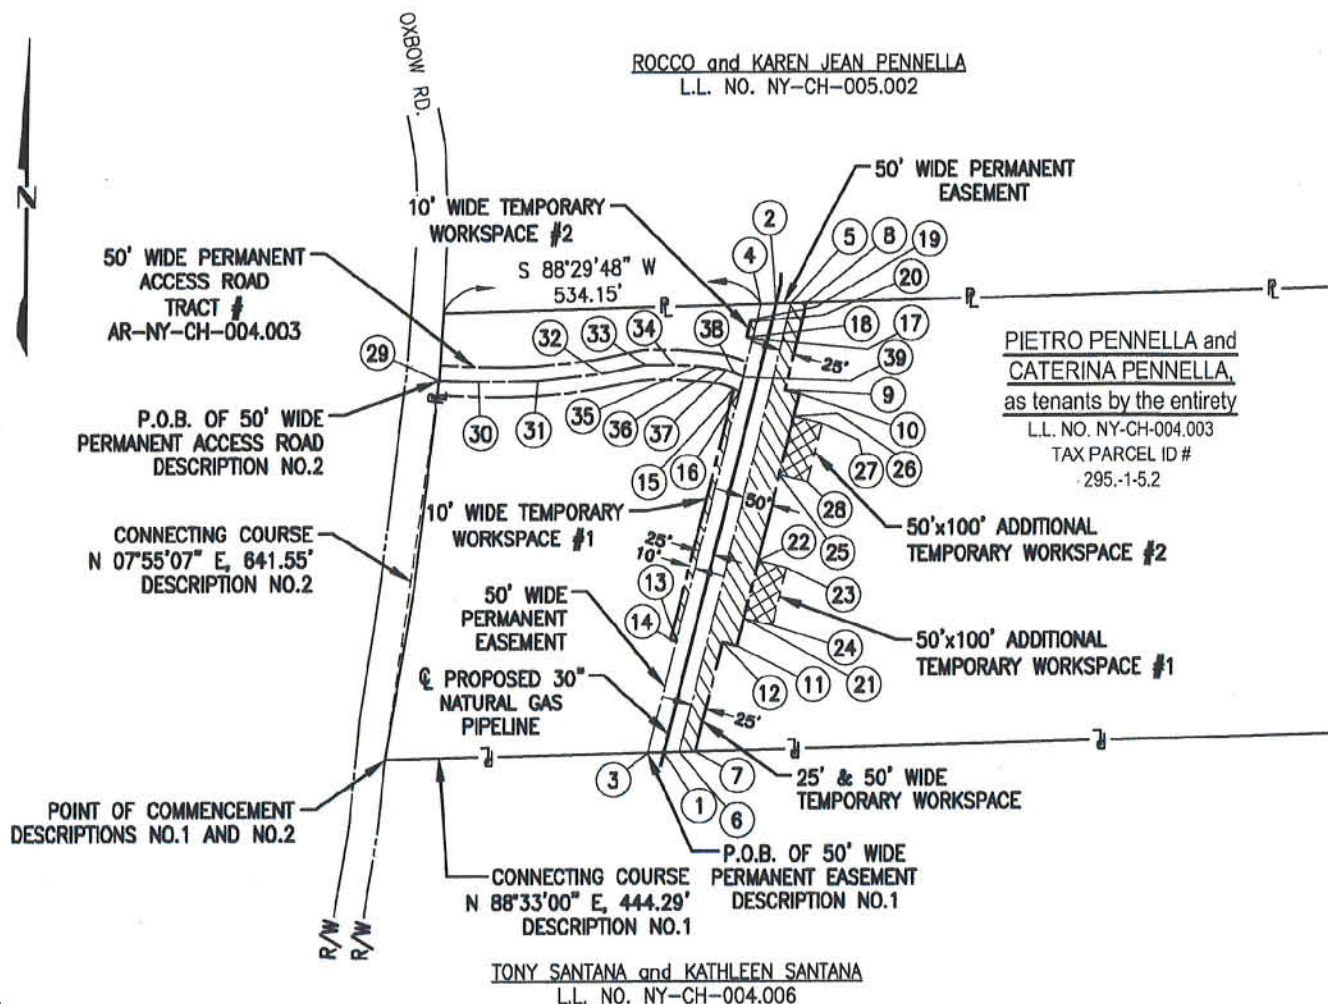 OXBOW RD.
ROCCO and KAREN JEAN PENNELLA
L.L. NO. NY-CH-005.002
N
50' WIDE PERMANENT
EASEMENT
10' WIDE TEMPORARY
WORKSPACE #2
2
4
5
8
19
20
50' WIDE PERMANENT
ACCESS ROAD
TRACT #
AR-NY-CH-004.003
S 88°29'48" W
534.15'
PL
PL
PL
29
32
33
34
38
18
17
39
25'
PIETRO PENNELLA and
CATERINA PENNELLA,
as tenants by the entirety
L.L. NO. NY-CH-004.003
TAX PARCEL ID #
295.-1-5.2
P.O.B. OF 50' WIDE
PERMANENT ACCESS ROAD
DESCRIPTION NO.2
PL
30
31
35
36
37
15
16
9
10
26
27
28
25
50'x100' ADDITIONAL
TEMPORARY WORKSPACE #2
10' WIDE TEMPORARY
WORKSPACE #1
50'
CONNECTING COURSE
N 07°55'07" E, 641.55'
DESCRIPTION NO.2
25'
10'
22
23
13
14
50' WIDE
PERMANENT
EASEMENT
24
21
11
12
50'x100' ADDITIONAL
TEMPORARY WORKSPACE #1
CL PROPOSED 30"
NATURAL GAS
PIPELINE
25'
PL
PL
PL
3
1
7
6
25' & 50' WIDE
TEMPORARY WORKSPACE
POINT OF COMMENCEMENT
DESCRIPTIONS NO.1 AND NO.2
P.O.B. OF 50' WIDE
PERMANENT EASEMENT
DESCRIPTION NO.1
CONNECTING COURSE
N 88°33'00" E, 444.29'
DESCRIPTION NO.1
R/W
R/W
TONY SANTANA and KATHLEEN SANTANA
L.L. NO. NY-CH-004.006